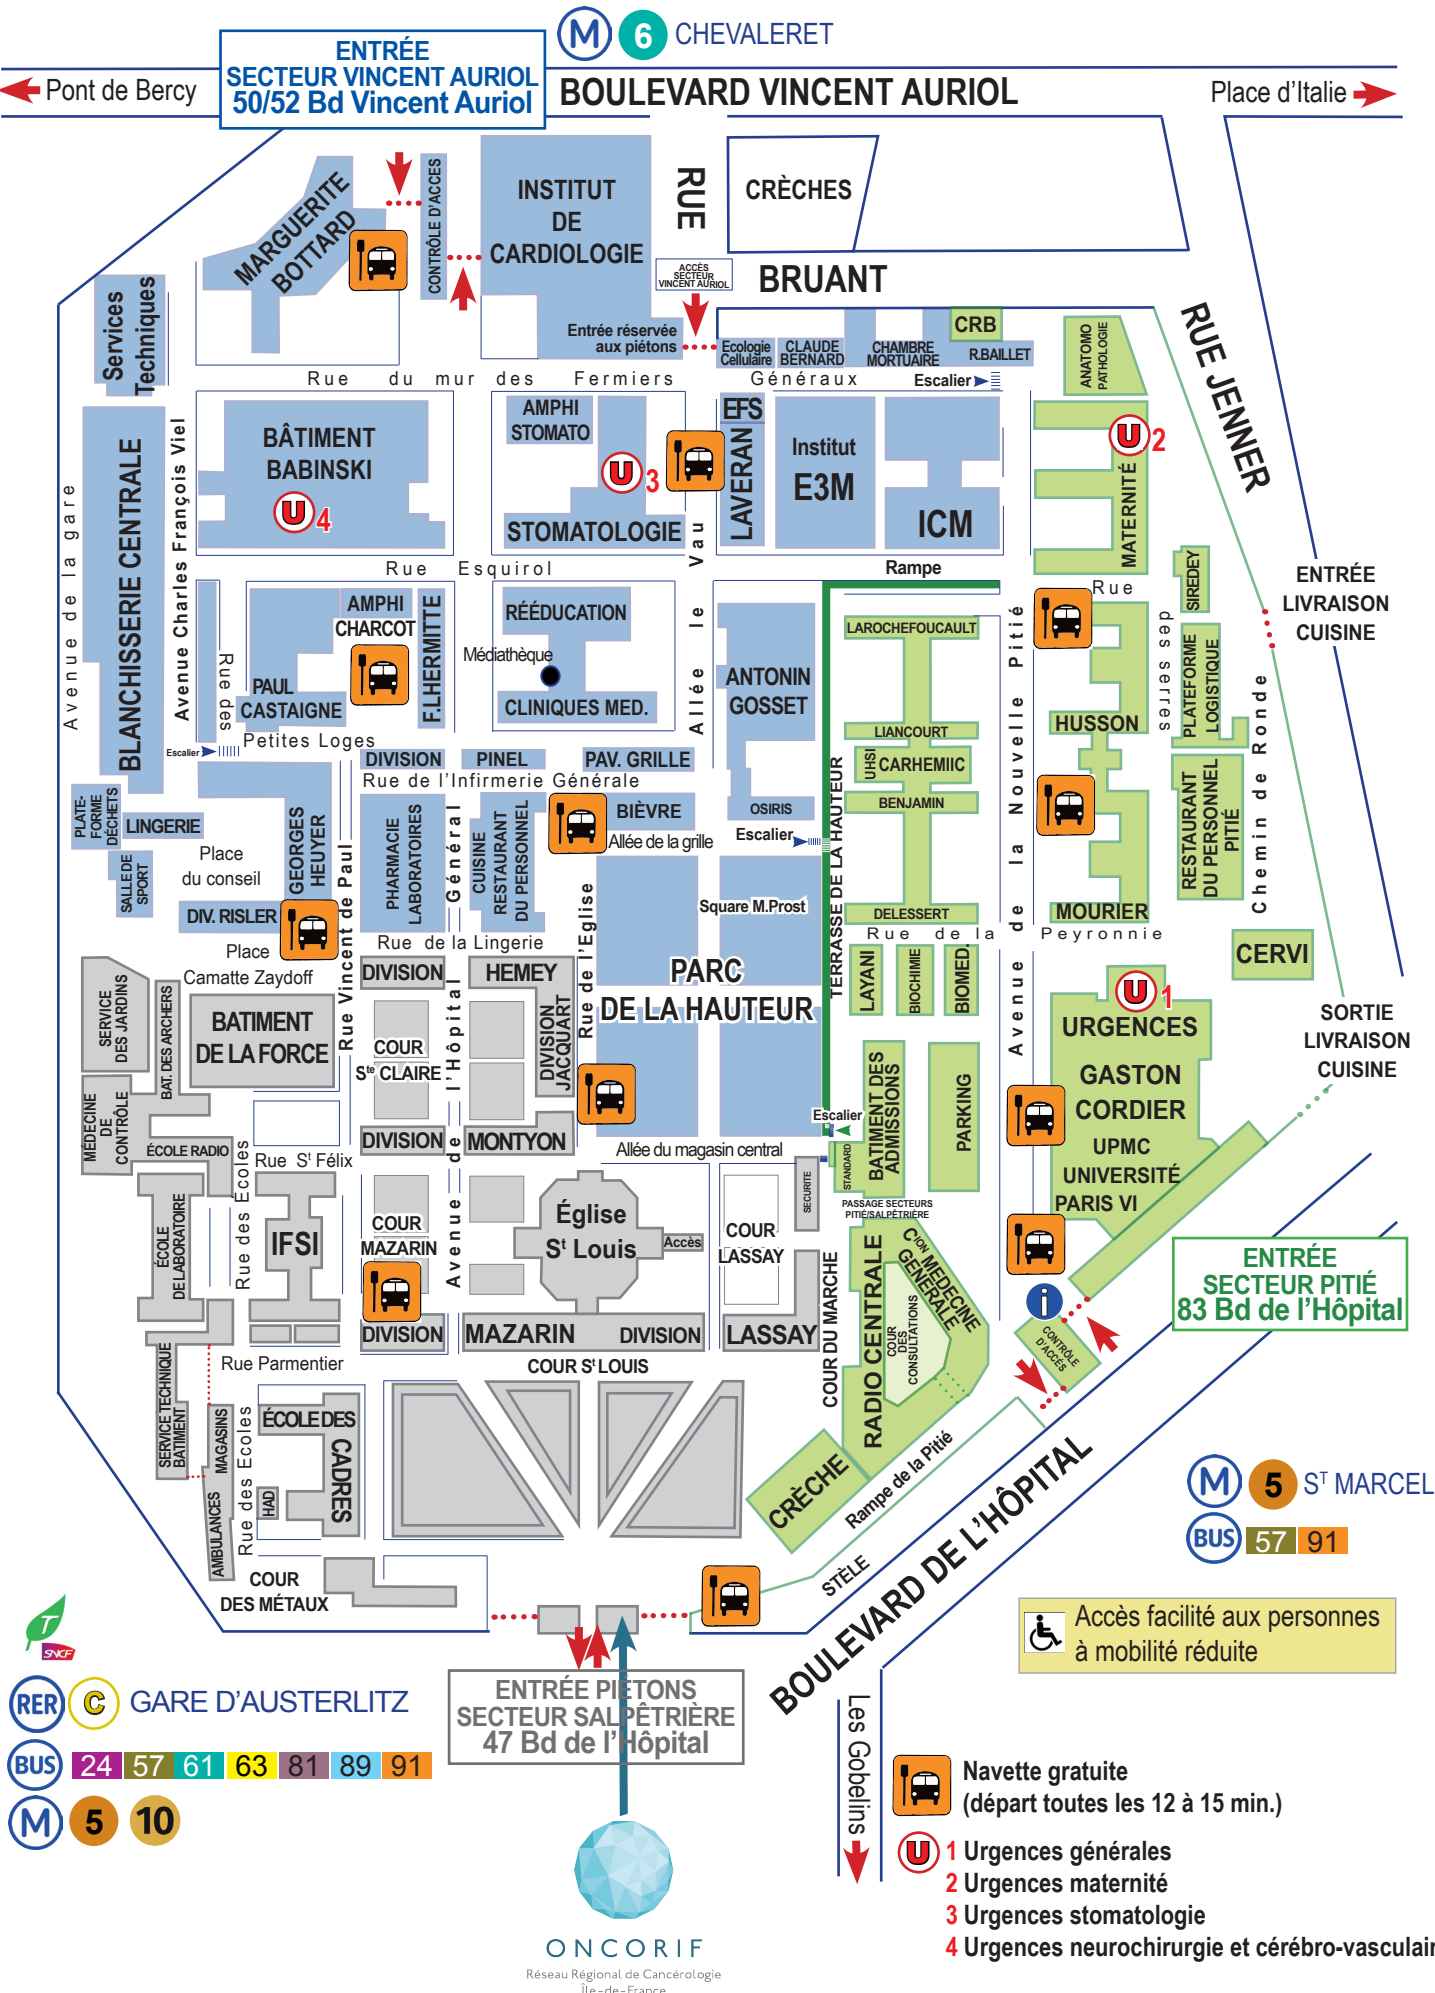 M 6 CHEVALERET
ENTRÉE
SECTEUR VINCENT AURIOL
50/52 Bd Vincent Auriol
Pont de Bercy
BOULEVARD VINCENT AURIOL
Place d'Italie
MARGUERITE
BOTTARD
CONTRÔLE D'ACCES
INSTITUT
DE
CARDIOLOGIE
RUE
BRUANT
CRÈCHES
ACCÈS
SECTEUR
VINCENT AURIOL
Entrée réservée
aux piétons
Services
Techniques
Ecologie
Cellulaire
CLAUDE
BERNARD
CHAMBRE
MORTUAIRE
CRB
R.BAILLET
ANATOMO
PATHOLOGIE
RUE JENNER
Rue du mur des Fermiers Généraux
Escalier
BLANCHISSERIE CENTRALE
Avenue de la gare
Avenue Charles François Viel
BÂTIMENT
BABINSKI
U 4
AMPHI
STOMATO
U 3
STOMATOLOGIE
EFS
LAVERAN
Institut
E3M
ICM
U 2
MATERNITÉ
Rue Esquirol
Allée le Vau
Rampe
Rue des serres
SIREDEY
ENTRÉE
LIVRAISON
CUISINE
AMPHI
CHARCOT
F.LHERMITTE
PAUL
CASTAIGNE
Rue des
Petites Loges
Escalier
RÉÉDUCATION
Médiathèque
CLINIQUES MED.
ANTONIN
GOSSET
OSIRIS
LAROCHEFOUCAULT
LIANCOURT
UHSI
CARHEMIIC
BENJAMIN
DELESSERT
TERRASSE DE LA HAUTEUR
Avenue de la Nouvelle Pitié
HUSSON
MOURIER
PLATEFORME
LOGISTIQUE
RESTAURANT
DU PERSONNEL
PITIÉ
Chemin de Ronde
DIVISION
PINEL
PAV. GRILLE
Rue de l'Infirmerie Générale
PLATE-
FORME
DÉCHETS
LINGERIE
SALLE DE
SPORT
Place
du conseil
GEORGES
HEUYER
DIV. RISLER
Place
Camatte Zaydoff
Rue Vincent de Paul
PHARMACIE
LABORATOIRES
CUISINE
RESTAURANT
DU PERSONNEL
BIÈVRE
Allée de la grille
Escalier
Square M.Prost
PARC
DE LA HAUTEUR
Rue de l'Eglise
Rue de la Lingerie
Avenue de l'Hôpital Général
Rue de la Peyronnie
LAYANI
BIOCHIMIE
BIOMED.
CERVI
U 1
URGENCES
GASTON
CORDIER
UPMC
UNIVERSITÉ
PARIS VI
SORTIE
LIVRAISON
CUISINE
SERVICE
DES JARDINS
BAT. DES ARCHERS
BATIMENT
DE LA FORCE
DIVISION
HEMEY
DIVISION
JACQUART
COUR
Ste CLAIRE
DIVISION
MONTYON
MÉDECINE
DE
CONTRÔLE
ÉCOLE RADIO
Rue St Félix
Rue des Ecoles
ÉCOLE
DE LABORATOIRE
IFSI
COUR
MAZARIN
Allée du magasin central
Escalier
BATIMENT DES
ADMISSIONS
STANDARD
PARKING
SECURITE
PASSAGE SECTEURS
PITIÉ/SALPÊTRIÈRE
Église
St Louis
Accès
COUR
LASSAY
DIVISION
MAZARIN
DIVISION
LASSAY
COUR DU MARCHE
RADIO CENTRALE
Cion MEDECINE
GENERALE
COUR
DES
CONSULTATIONS
ENTRÉE
SECTEUR PITIÉ
83 Bd de l'Hôpital
i
CONTRÔLE
D'ACCÈS
Rue Parmentier
COUR St LOUIS
SERVICE TECHNIQUE
BATIMENT
MAGASINS
AMBULANCES
Rue des Ecoles
ÉCOLE DES
CADRES
HAD
COUR
DES MÉTAUX
CRÈCHE
Rampe de la Pitié
STÈLE
BOULEVARD DE L'HÔPITAL
M 5 ST MARCEL
BUS 57 91
Accès facilité aux personnes
à mobilité réduite
T
SNCF
RER C GARE D'AUSTERLITZ
BUS 24 57 61 63 81 89 91
M 5 10
ENTRÉE PIÉTONS
SECTEUR SALPÊTRIÈRE
47 Bd de l'Hôpital
Les Gobelins
Navette gratuite
(départ toutes les 12 à 15 min.)
U 1 Urgences générales
2 Urgences maternité
3 Urgences stomatologie
4 Urgences neurochirurgie et cérébro-vasculair
ONCORIF
Réseau Régional de Cancérologie
Île-de-France